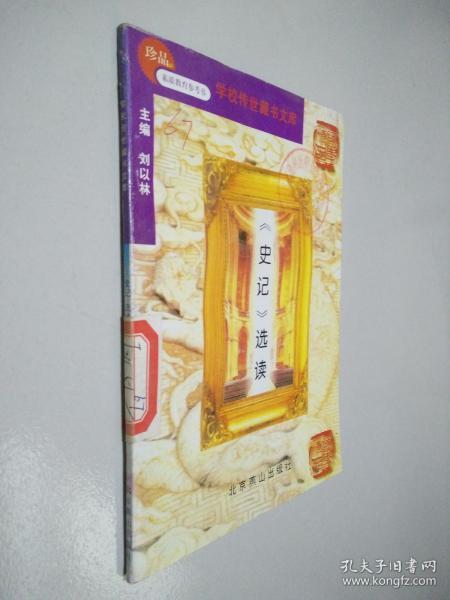 珍品
素质教育参考书
学校传世藏书文库
主编 刘以林
67
《史记》选读
北京燕山出版社
孔夫子旧书网
www.kongfz.com